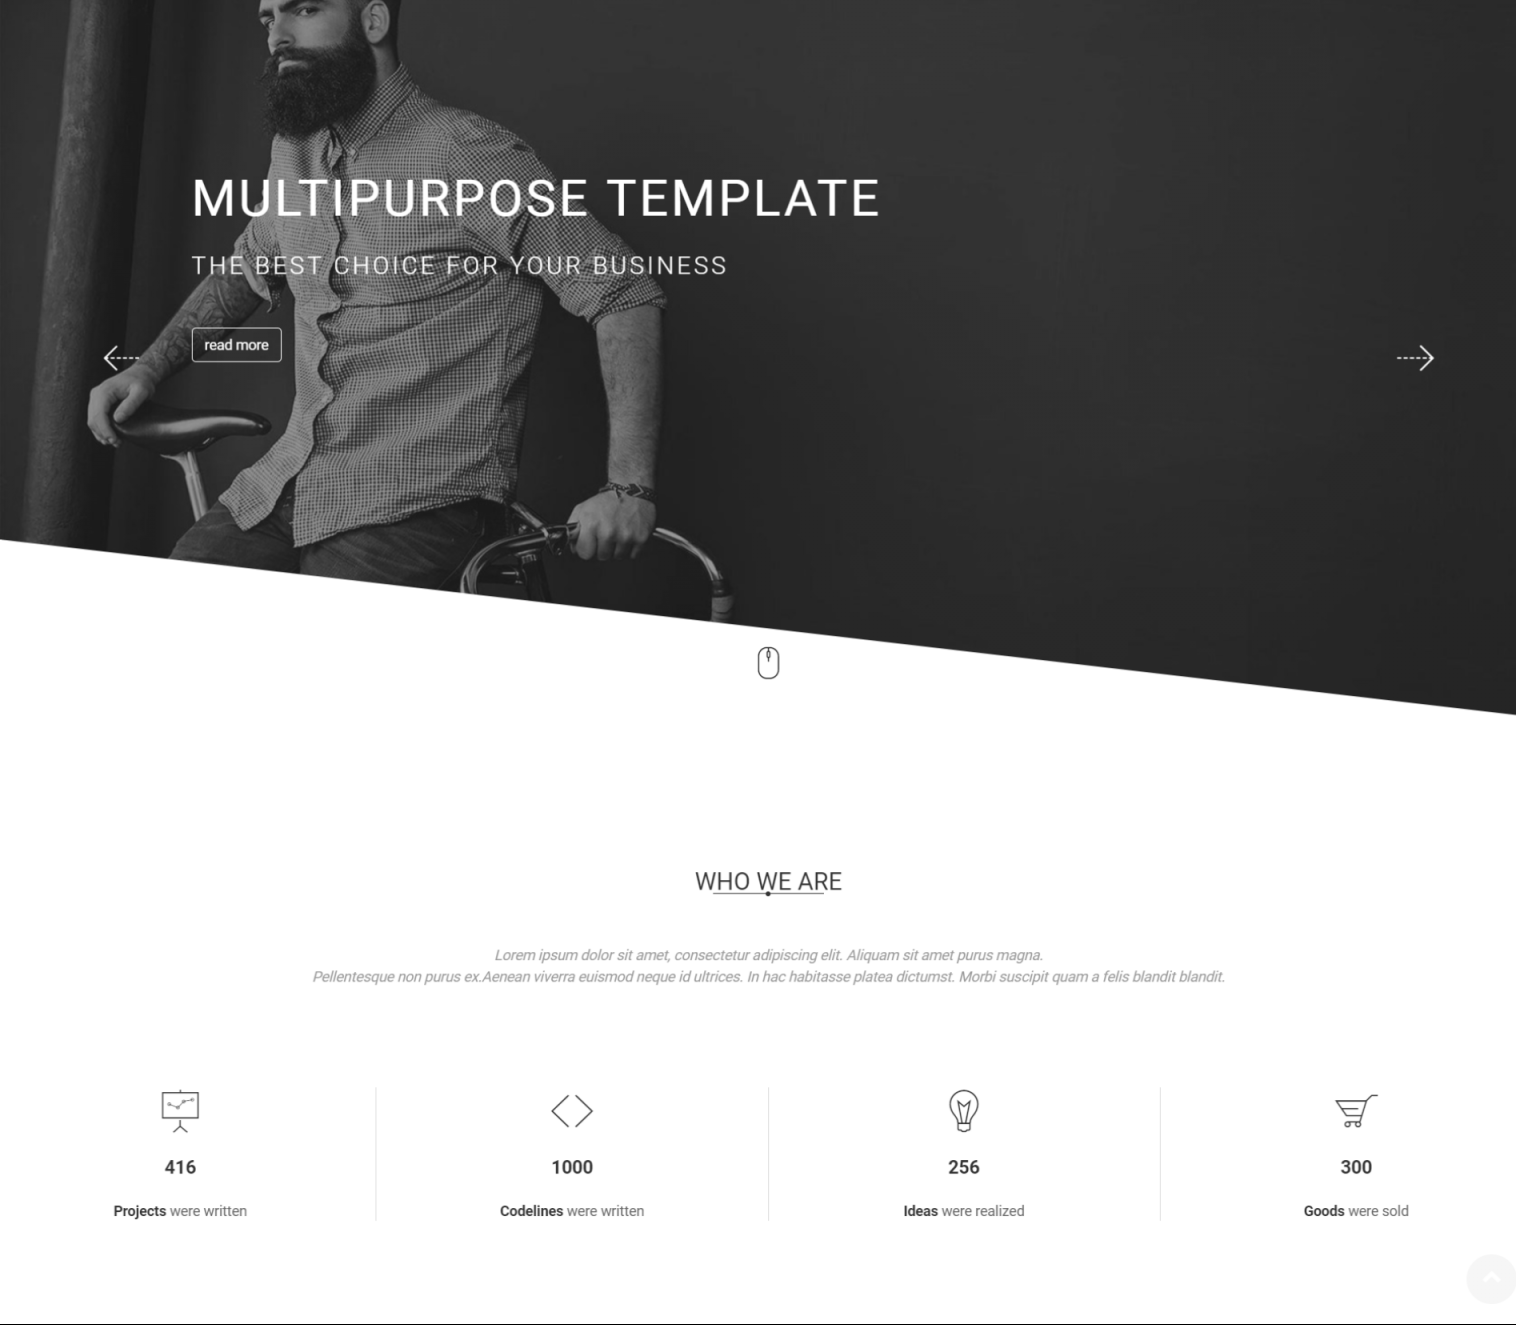 MULTIPURPOSE TEMPLATE
THE BEST CHOICE FOR YOUR BUSINESS
read more
WHO WE ARE
Lorem ipsum dolor sit amet, consectetur adipiscing elit. Aliquam sit amet purus magna.
Pellentesque non purus ex.Aenean viverra euismod neque id ultrices. In hac habitasse platea dictumst. Morbi suscipit quam a felis blandit blandit.
416
Projects were written
1000
Codelines were written
256
Ideas were realized
300
Goods were sold